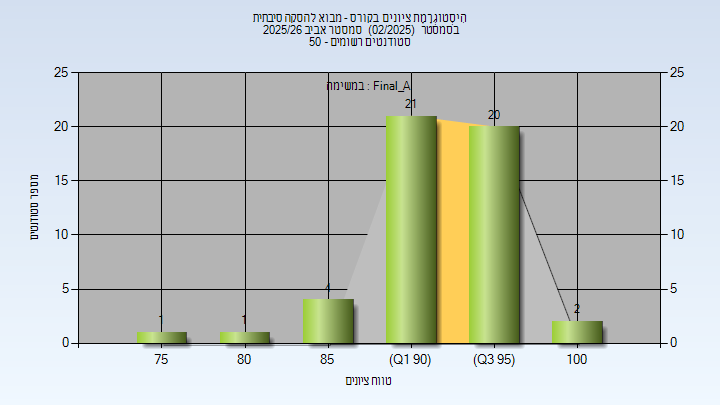 הִיסְטוֹגְרָמַת ציונים בקורס - מבוא להסקה סיבתית
בסמסטר (02/2025) סמסטר אביב 2025/26
סטודנטים רשומים - 50
במשימה : Final_A
25
20
15
10
5
0
25
20
15
10
5
0
1
1
4
21
20
2
75
80
85
(Q1 90)
(Q3 95)
100
מספר סטודנטים
טווח ציונים